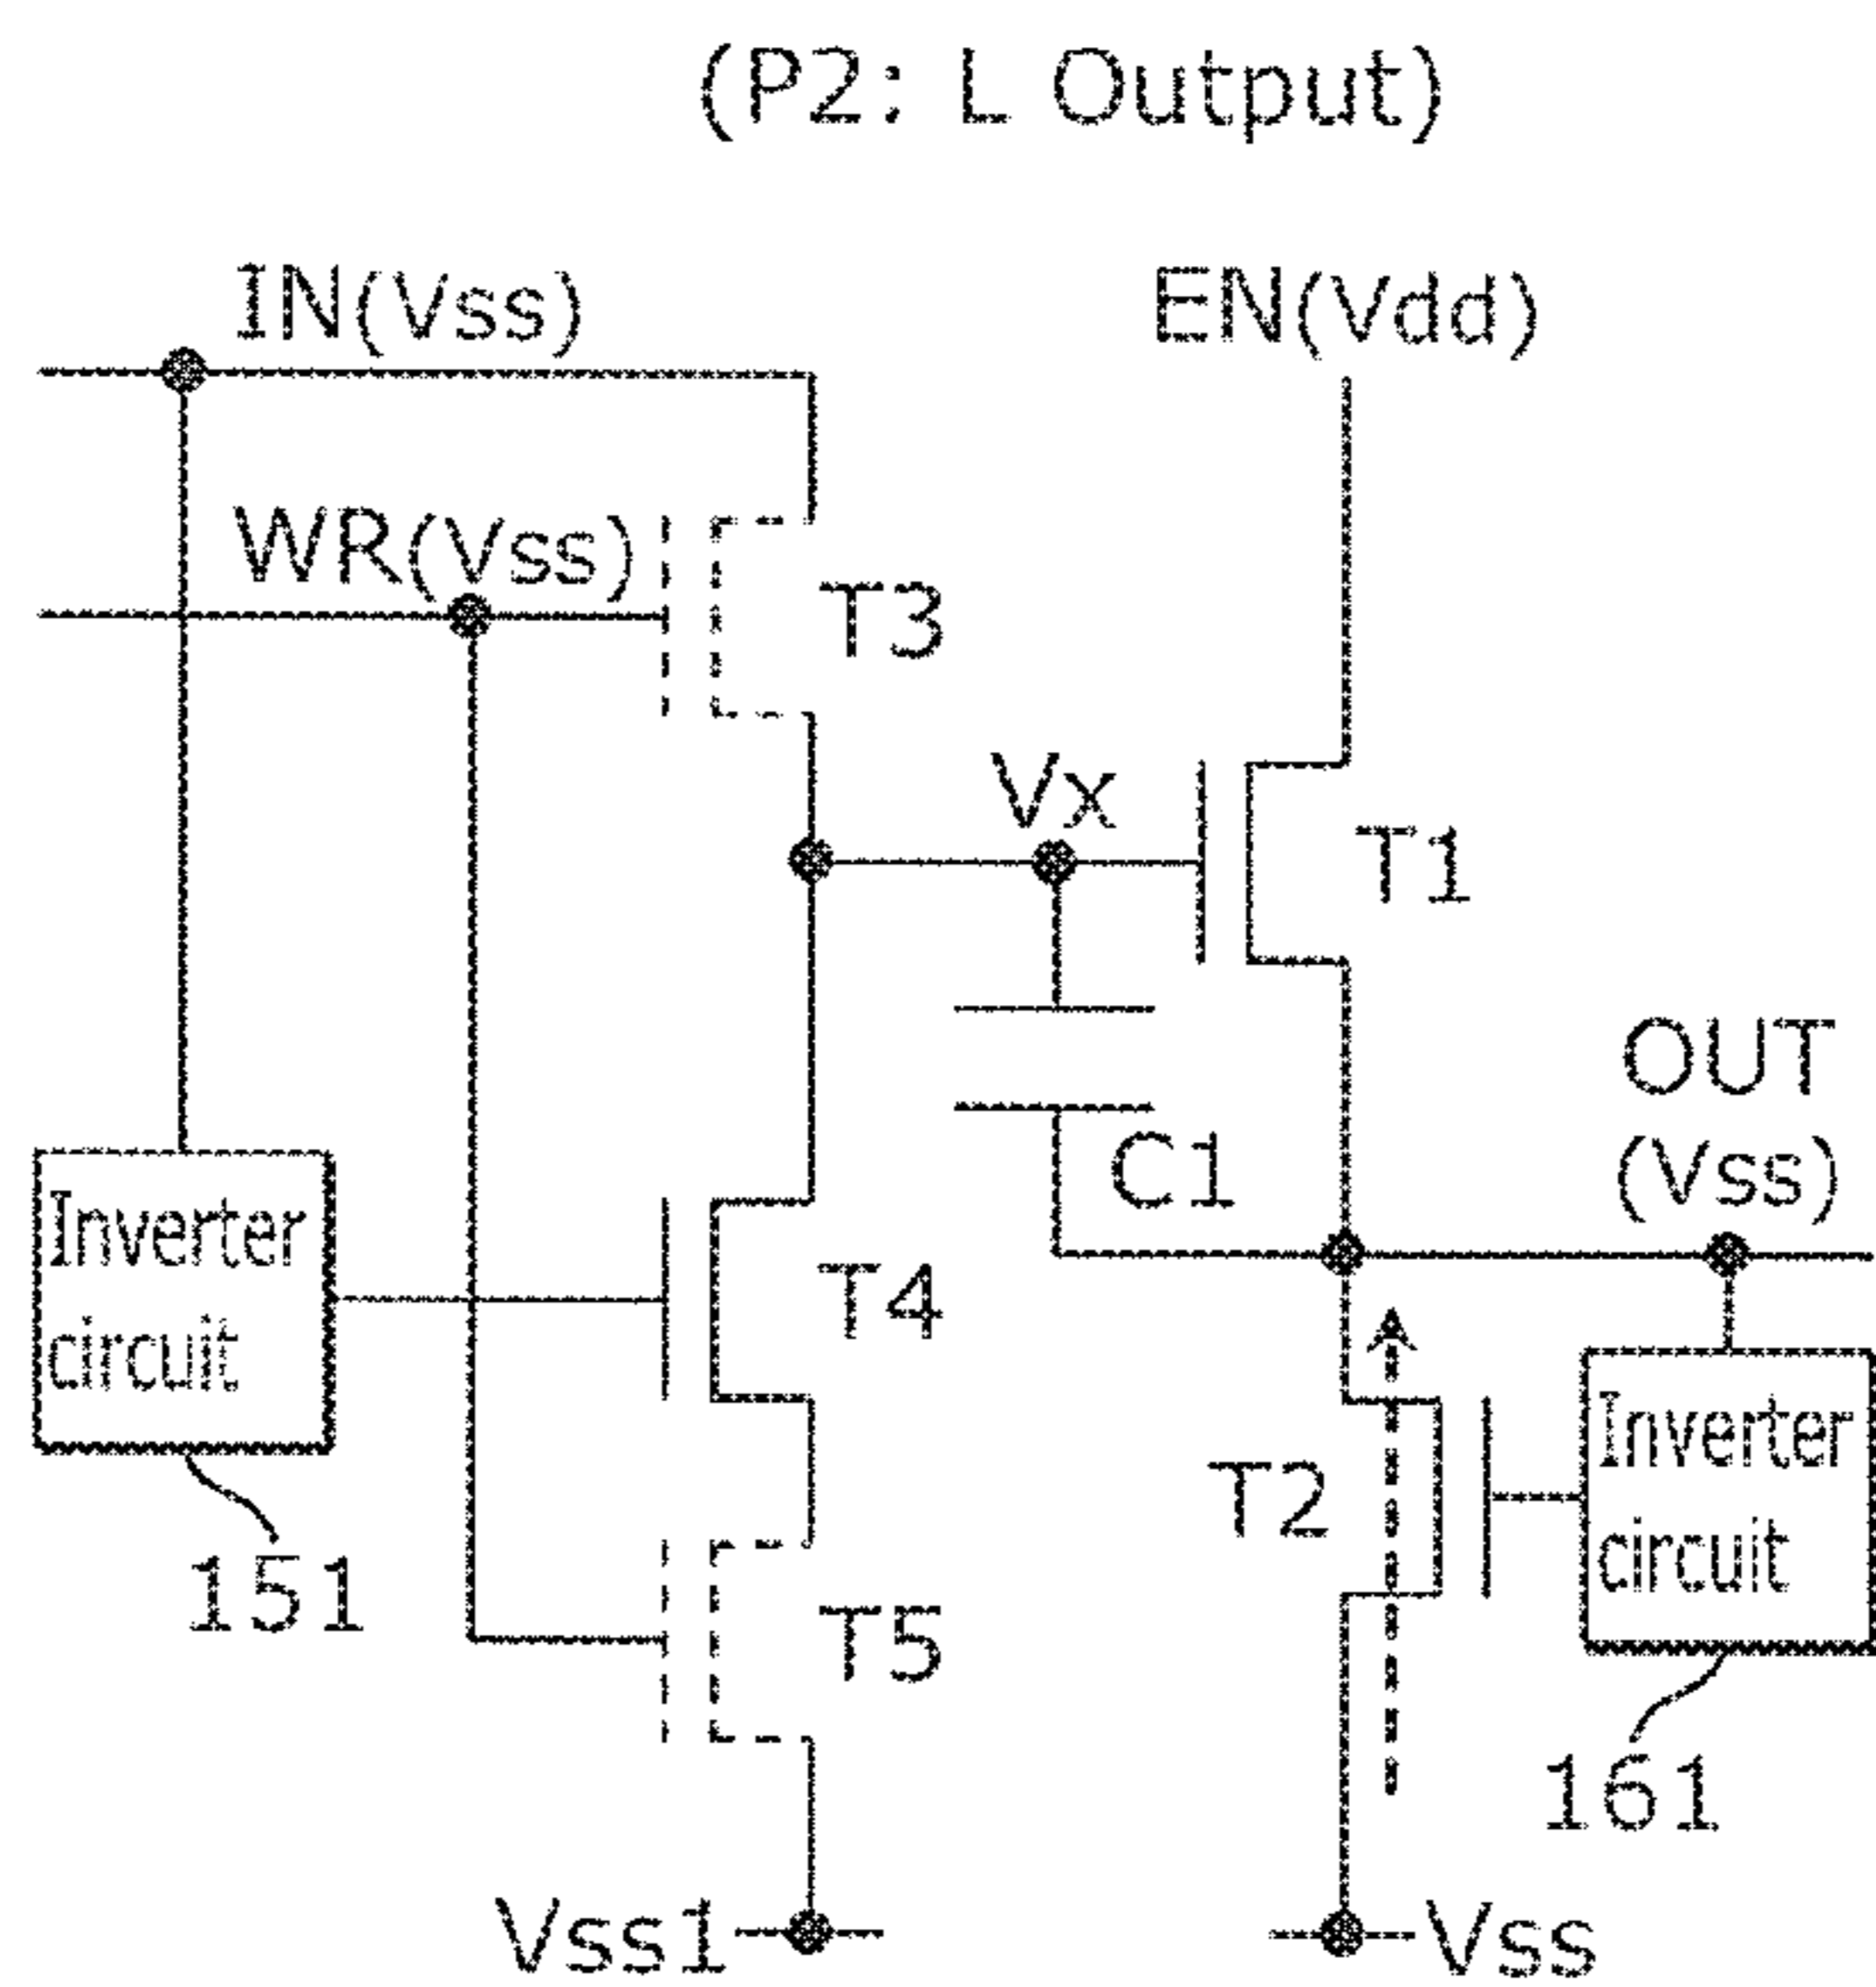 (P2: L Output)
IN(Vss)
EN(Vdd)
WR(Vss)
T3
Vx
T1
OUT
(Vss)
C1
Inverter
circuit
T4
Inverter
circuit
T2
151
T5
161
Vss1
Vss